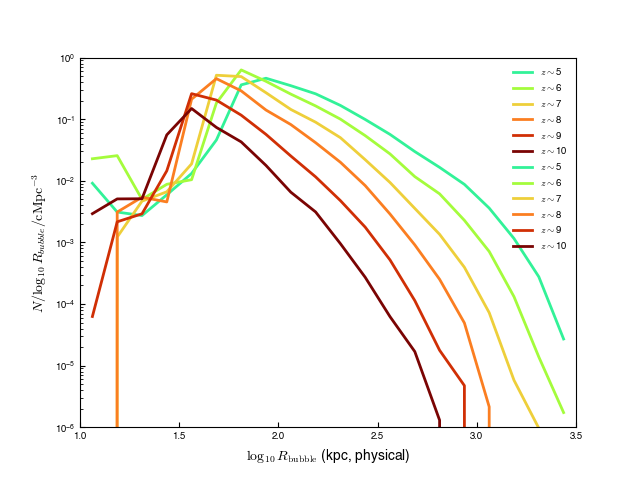 10⁰
10⁻¹
10⁻²
10⁻³
10⁻⁴
10⁻⁵
10⁻⁶
N/log₁₀ R_bubble/cMpc⁻³
1.0 1.5 2.0 2.5 3.0 3.5
log₁₀ R_bubble (kpc, physical)
z ∼ 5
z ∼ 6
z ∼ 7
z ∼ 8
z ∼ 9
z ∼ 10
z ∼ 5
z ∼ 6
z ∼ 7
z ∼ 8
z ∼ 9
z ∼ 10